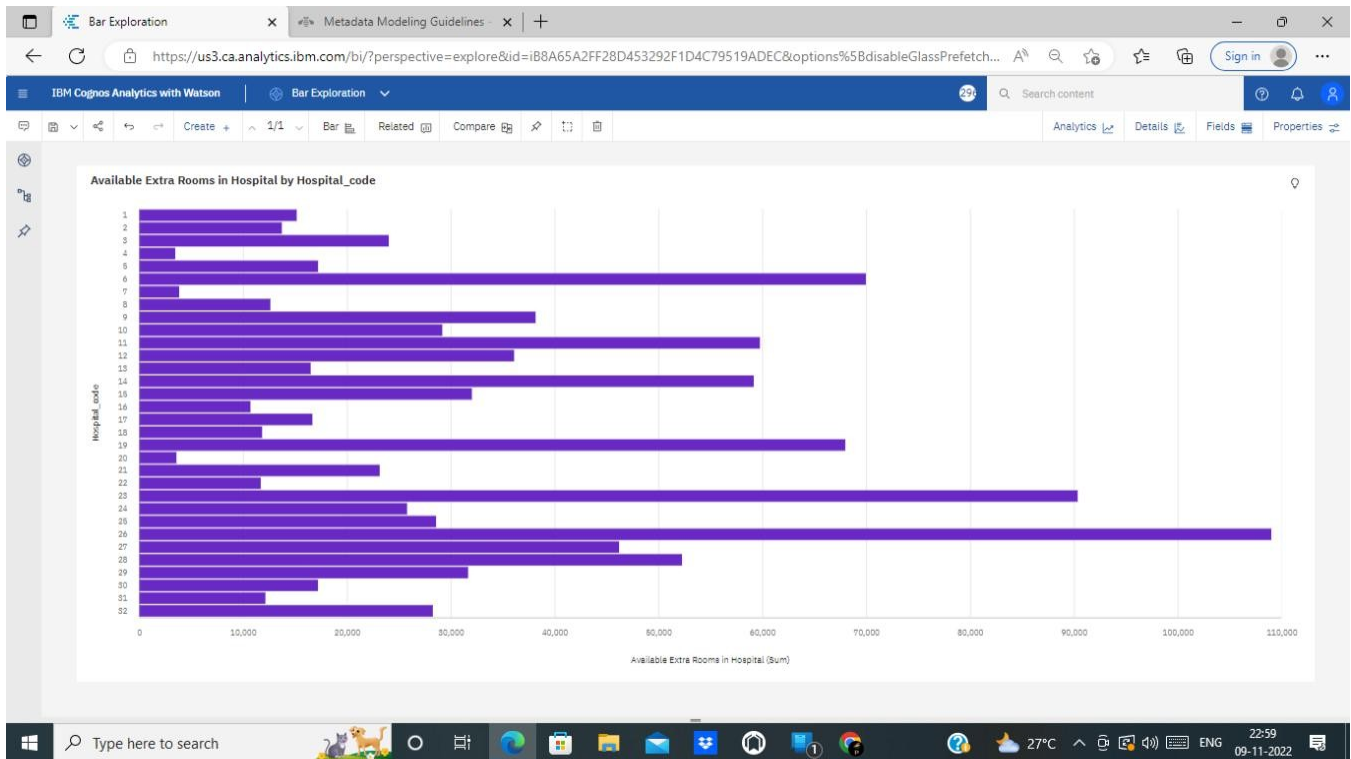 Bar Exploration
Metadata Modeling Guidelines -
https://us3.ca.analytics.ibm.com/bi/?perspective=explore&id=iB8A65A2FF28D453292F1D4C79519ADEC&options%5BdisableGlassPrefetch...
Sign in
IBM Cognos Analytics with Watson
Bar Exploration
Search content
Create
1/1
Bar
Related
Compare
Analytics
Details
Fields
Properties
Available Extra Rooms in Hospital by Hospital_code
Hospital_code
1
2
3
4
5
6
7
8
9
10
11
12
13
14
15
16
17
18
19
20
21
22
23
24
25
26
27
28
29
30
31
32
0 10,000 20,000 30,000 40,000 50,000 60,000 70,000 80,000 90,000 100,000 110,000
Available Extra Rooms in Hospital (Sum)
Type here to search
1
27°C
ENG
22:59
09-11-2022